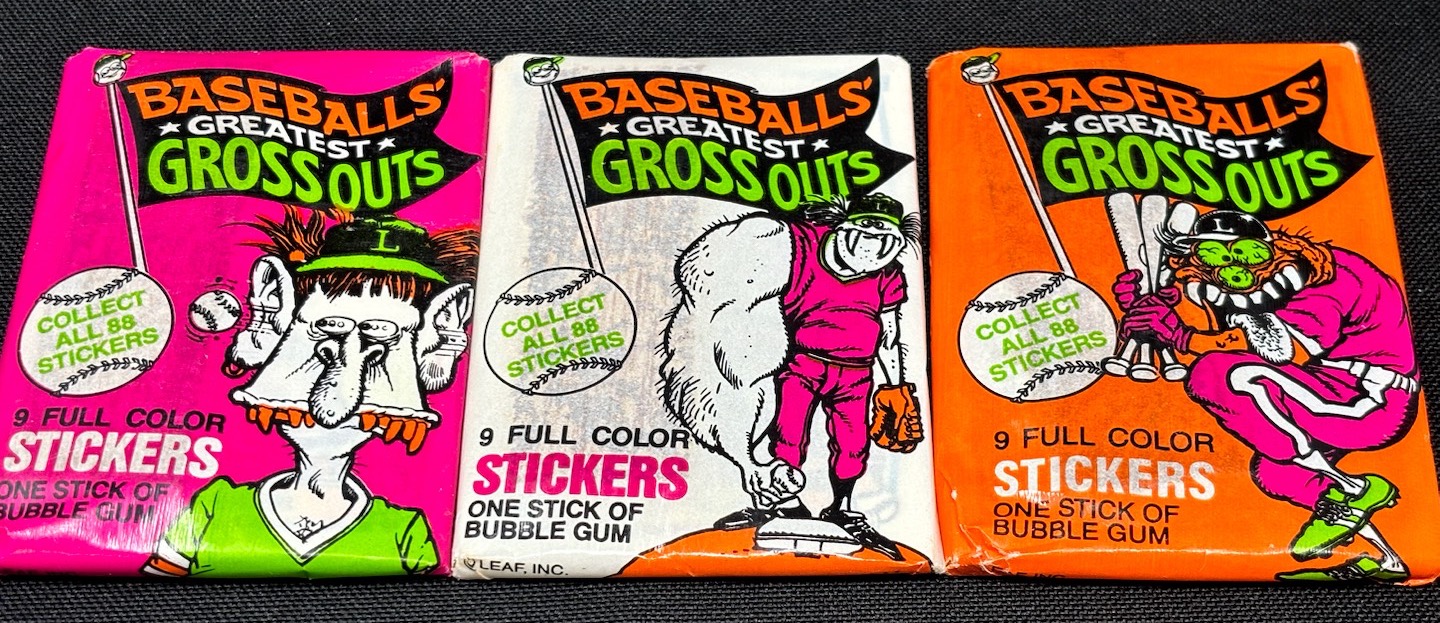 BASEBALLS'
GREATEST
GROSS OUTS
L
COLLECT
ALL 88
STICKERS
9 FULL COLOR
STICKERS
ONE STICK OF
BUBBLE GUM
BASEBALLS'
GREATEST
GROSS OUTS
COLLECT
ALL 88
STICKERS
9 FULL COLOR
STICKERS
ONE STICK OF
BUBBLE GUM
©LEAF, INC.
BASEBALLS'
GREATEST
GROSS OUTS
L
COLLECT
ALL 88
STICKERS
9 FULL COLOR
STICKERS
ONE STICK OF
BUBBLE GUM